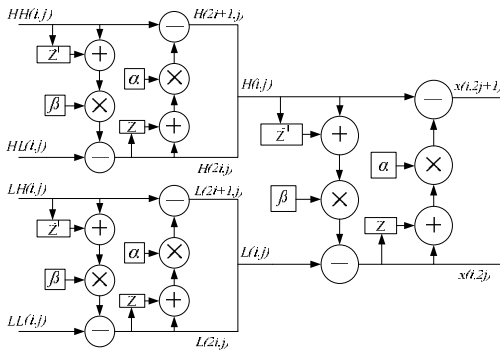 HH(i,j)
H(2i+1,j)
Z⁻¹
+
α
×
β
×
Z
+
HL(i,j)
H(2i,j)
LH(i,j)
L(2i+1,j)
Z⁻¹
+
α
×
β
×
Z
+
LL(i,j)
L(2i,j)
H(i,j)
x(i,2j+1)
Z⁻¹
+
α
×
β
×
Z
+
L(i,j)
x(i,2j)